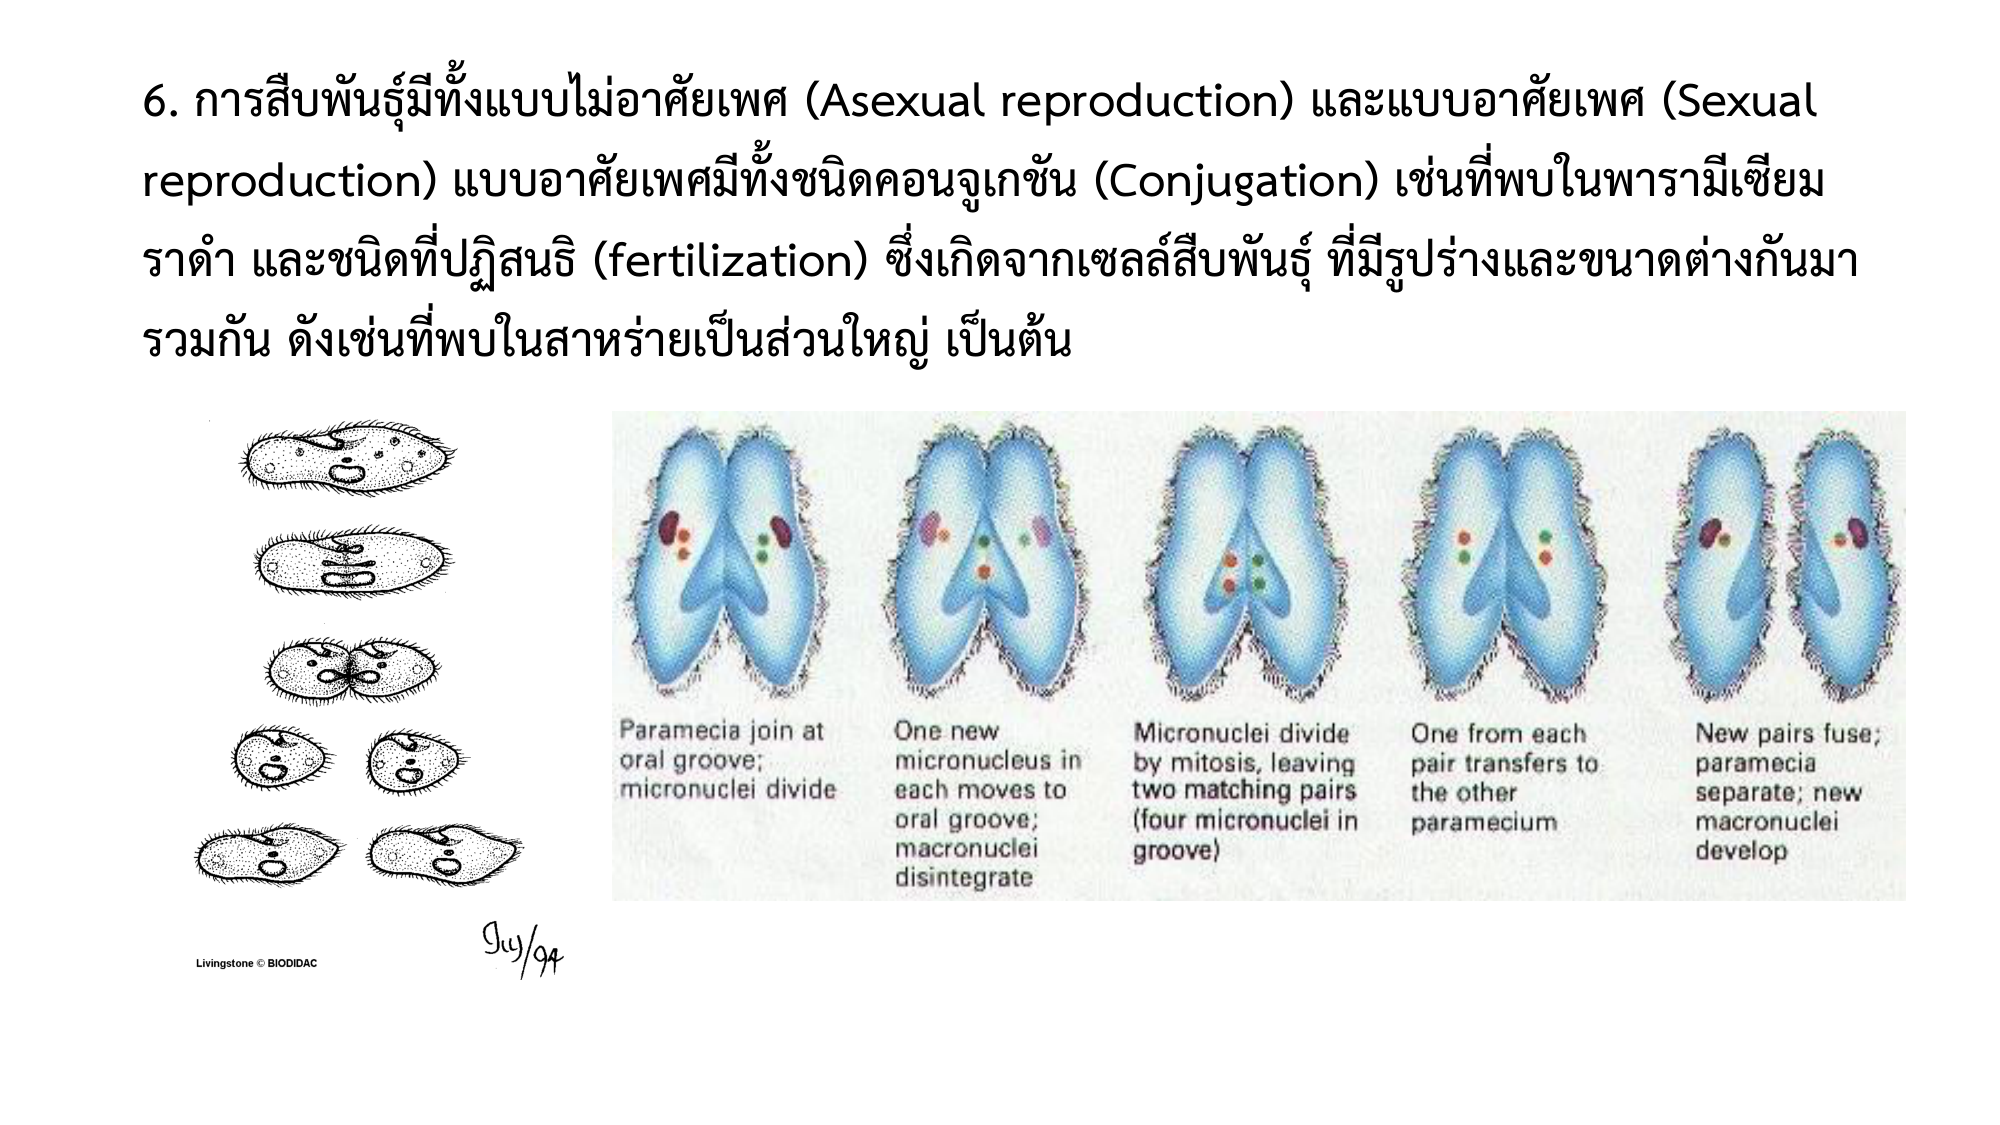 6. การสืบพันธุ์มีทั้งแบบไม่อาศัยเพศ (Asexual reproduction) และแบบอาศัยเพศ (Sexual
reproduction) แบบอาศัยเพศมีทั้งชนิดคอนจูเกชัน (Conjugation) เช่นที่พบในพารามีเซียม
ราดำ และชนิดที่ปฏิสนธิ (fertilization) ซึ่งเกิดจากเซลล์สืบพันธุ์ ที่มีรูปร่างและขนาดต่างกันมา
รวมกัน ดังเช่นที่พบในสาหร่ายเป็นส่วนใหญ่ เป็นต้น
Paramecia join at
oral groove;
micronuclei divide
One new
micronucleus in
each moves to
oral groove;
macronuclei
disintegrate
Micronuclei divide
by mitosis, leaving
two matching pairs
(four micronuclei in
groove)
One from each
pair transfers to
the other
paramecium
New pairs fuse;
paramecia
separate; new
macronuclei
develop
Livingstone © BIODIDAC